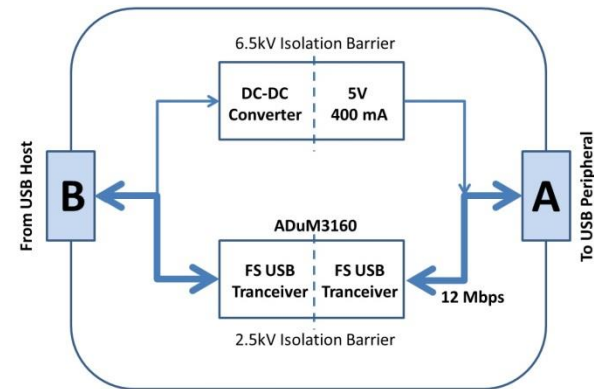 6.5kV Isolation Barrier
DC-DC
Converter
5V
400 mA
From USB Host
B
A
To USB Peripheral
ADuM3160
FS USB
Tranceiver
FS USB
Tranceiver
12 Mbps
2.5kV Isolation Barrier